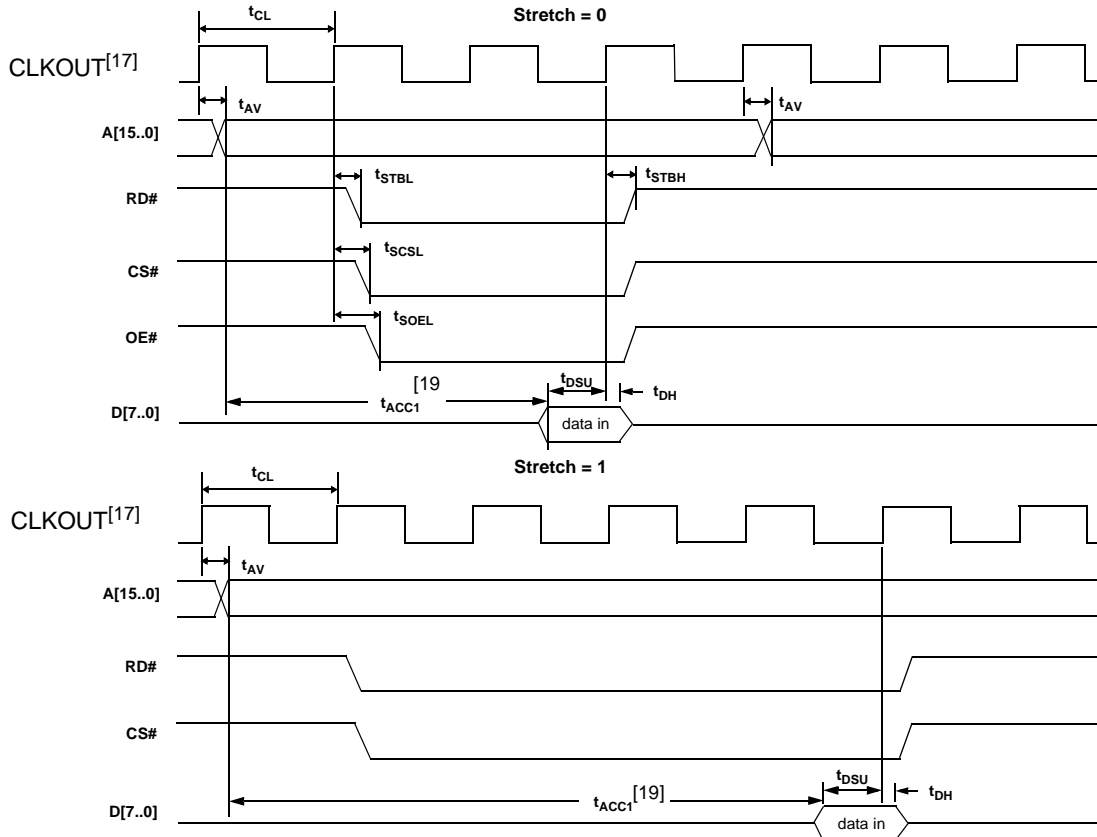 Stretch = 0
tCL
CLKOUT[17]
tAV
tAV
A[15..0]
tSTBL
tSTBH
RD#
tSCSL
CS#
tSOEL
OE#
[19
tDSU
tACC1
tDH
D[7..0]
data in
Stretch = 1
tCL
CLKOUT[17]
tAV
A[15..0]
RD#
CS#
tDSU
tACC1[19]
tDH
D[7..0]
data in